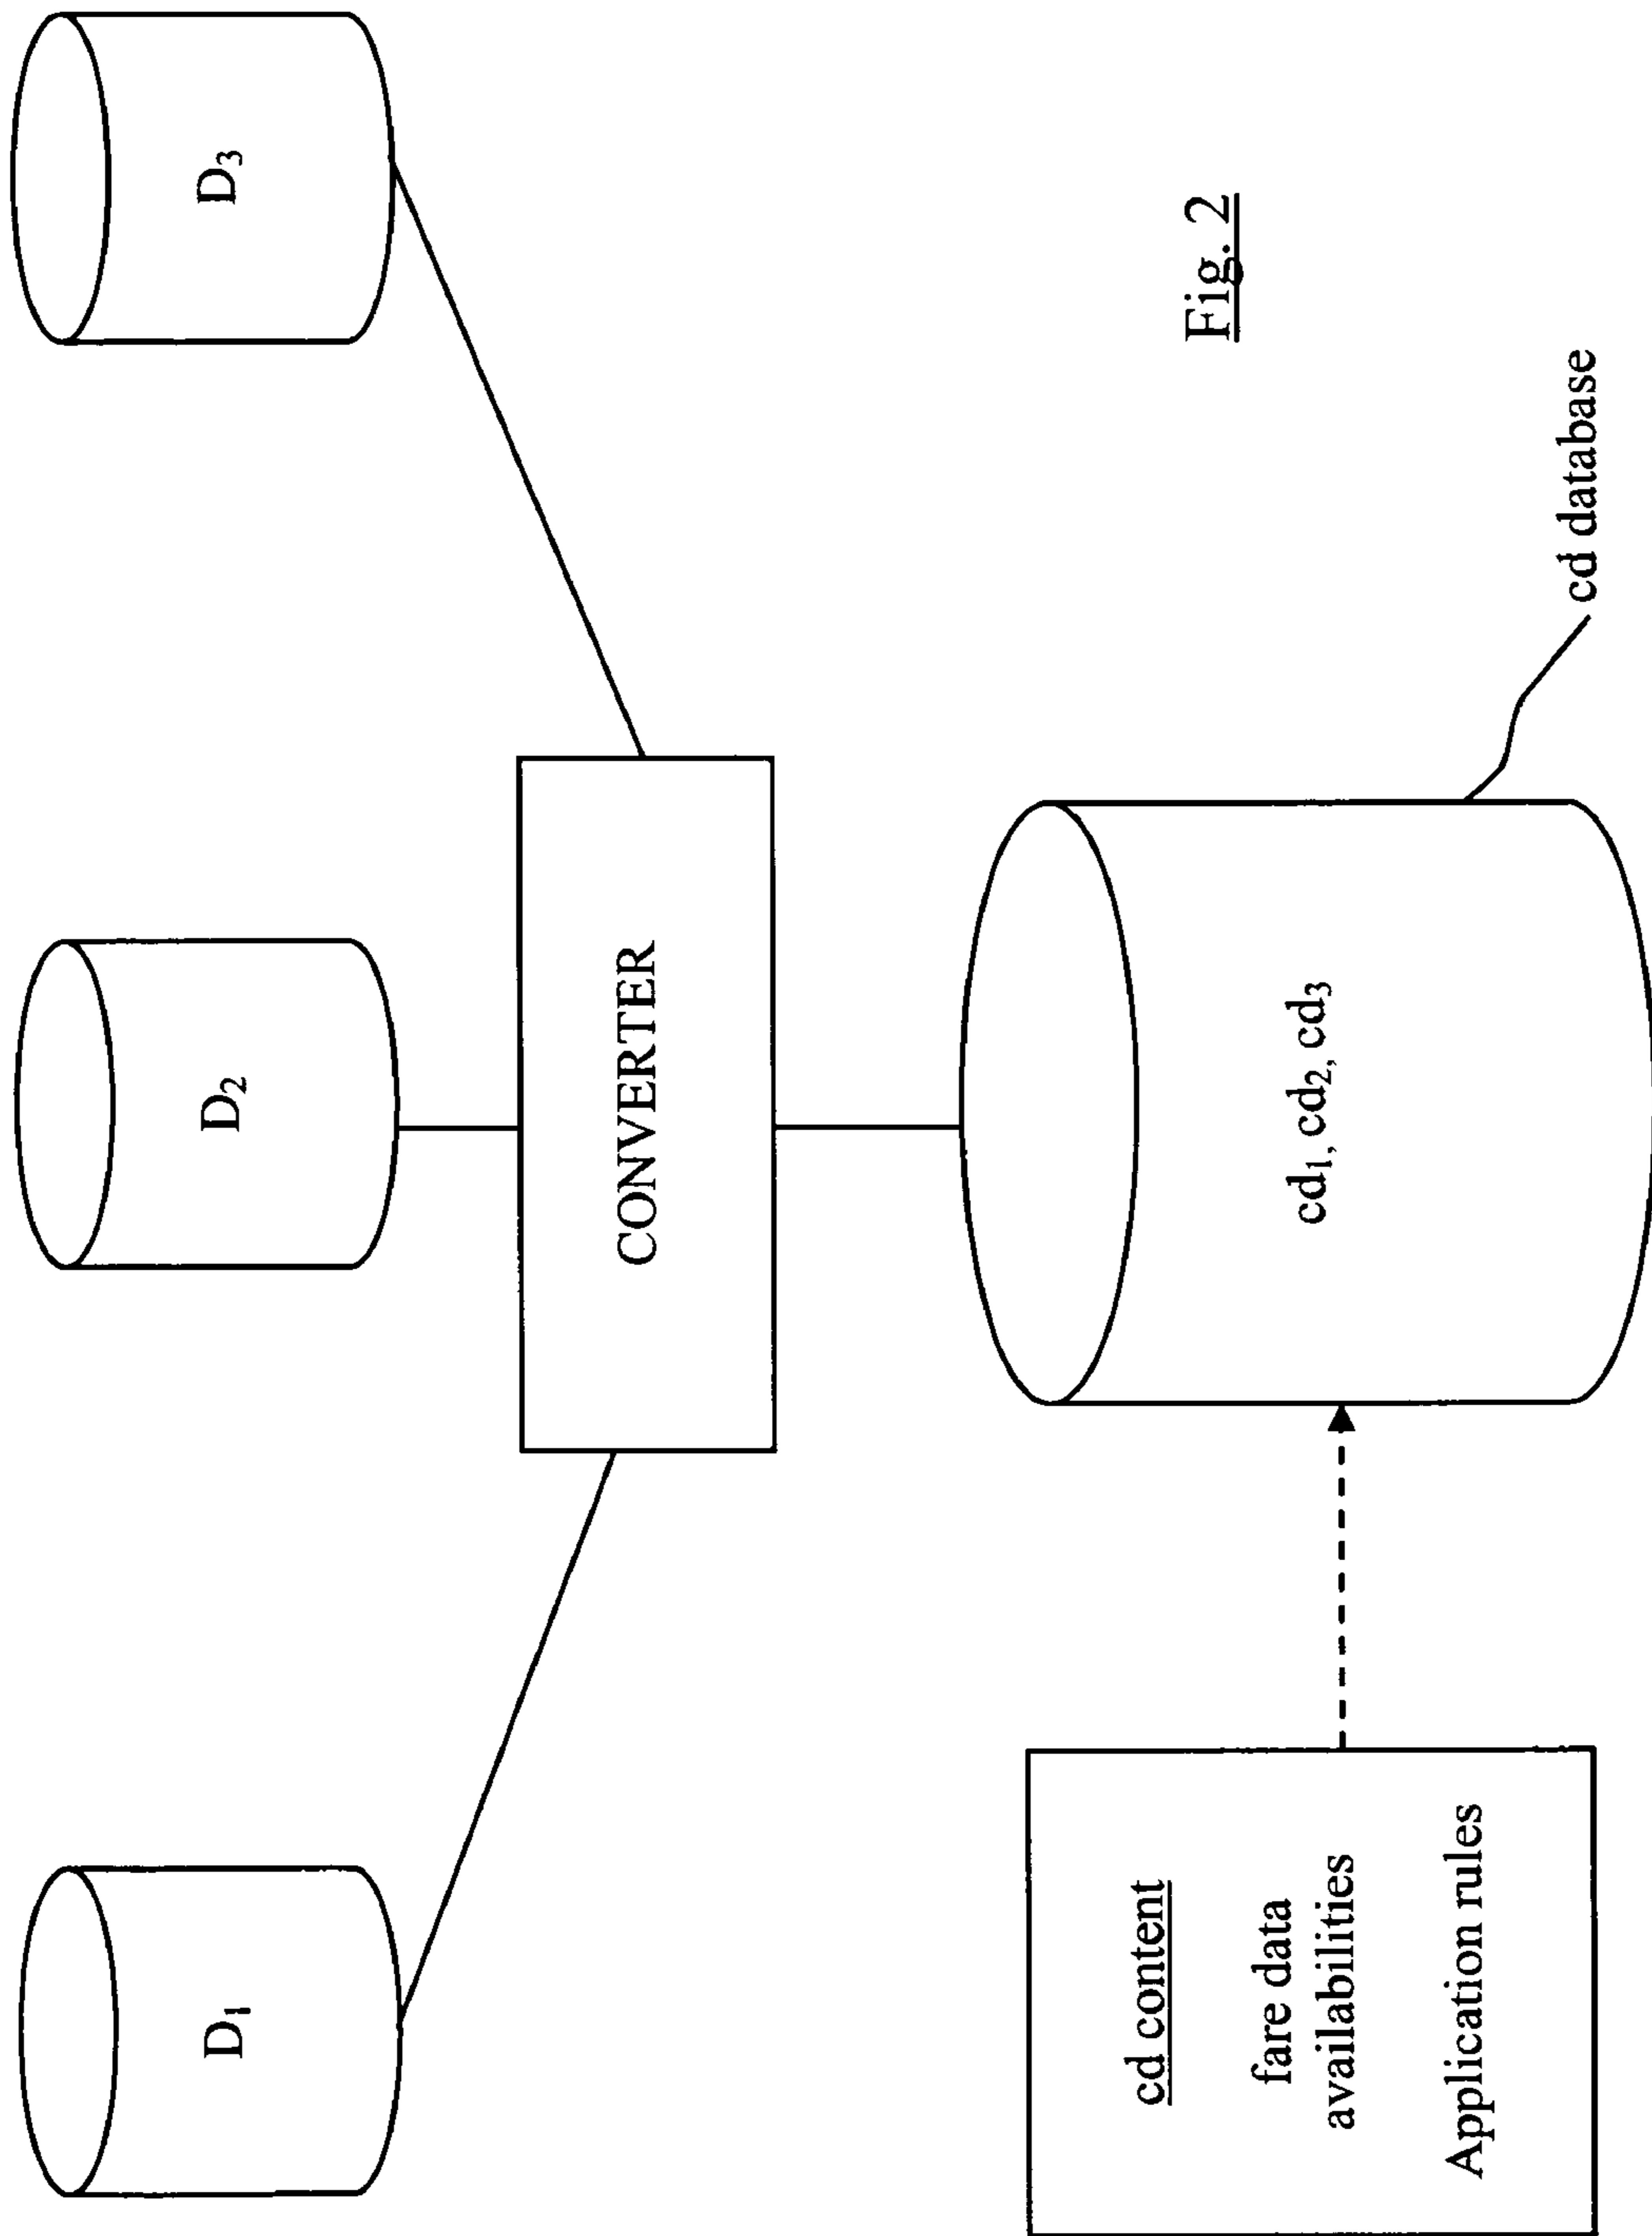 D₁
D₂
D₃
CONVERTER
cd content
fare data
availabilities
Application rules
cd₁, cd₂, cd₃
cd database
Fig. 2